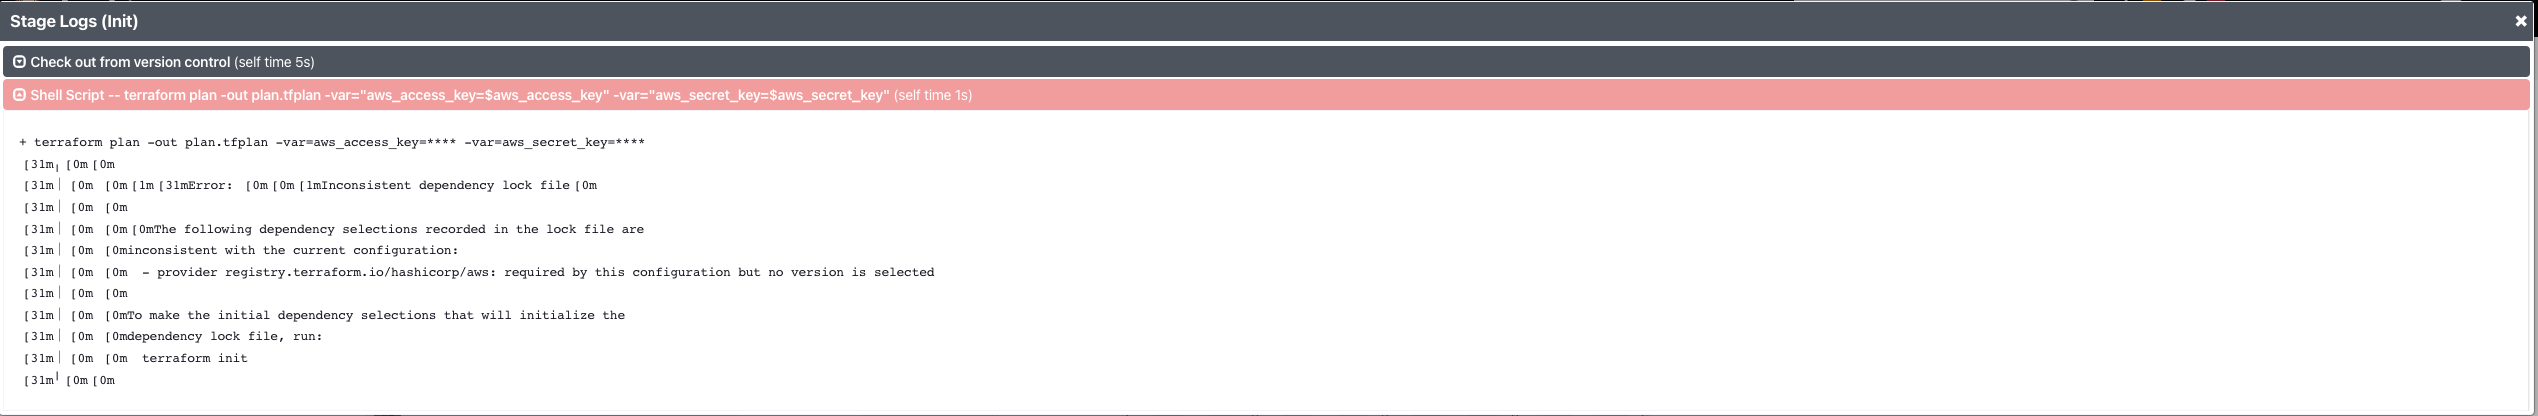 Stage Logs (Init)
Check out from version control (self time 5s)
Shell Script -- terraform plan -out plan.tfplan -var="aws_access_key=$aws_access_key" -var="aws_secret_key=$aws_secret_key" (self time 1s)
+ terraform plan -out plan.tfplan -var=aws_access_key=**** -var=aws_secret_key=****
[31m╷ [0m [0m
[31m│ [0m [0m [1m [31mError: [0m [0m [1mInconsistent dependency lock file [0m
[31m│ [0m [0m
[31m│ [0m [0m [0mThe following dependency selections recorded in the lock file are
[31m│ [0m [0minconsistent with the current configuration:
[31m│ [0m [0m - provider registry.terraform.io/hashicorp/aws: required by this configuration but no version is selected
[31m│ [0m [0m
[31m│ [0m [0mTo make the initial dependency selections that will initialize the
[31m│ [0m [0mdependency lock file, run:
[31m│ [0m [0m terraform init
[31m╵ [0m [0m